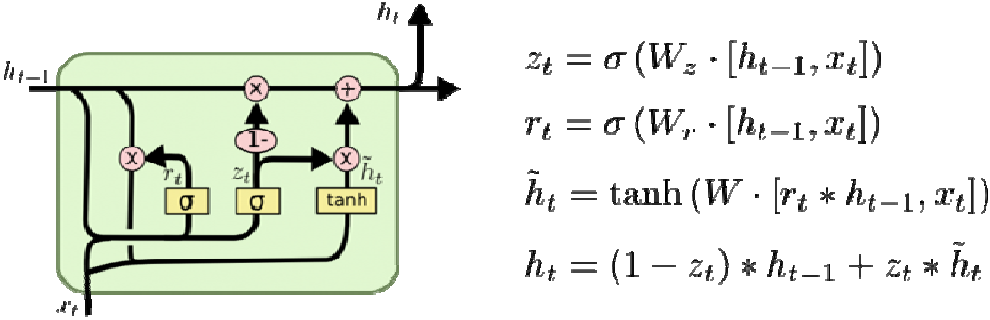 h_t
h_{t-1}
× +
1-
× r_t z_t × h̃_t
σ σ tanh
x_t
z_t = σ (W_z · [h_{t-1}, x_t])
r_t = σ (W_r · [h_{t-1}, x_t])
h̃_t = tanh (W · [r_t * h_{t-1}, x_t])
h_t = (1 − z_t) * h_{t-1} + z_t * h̃_t